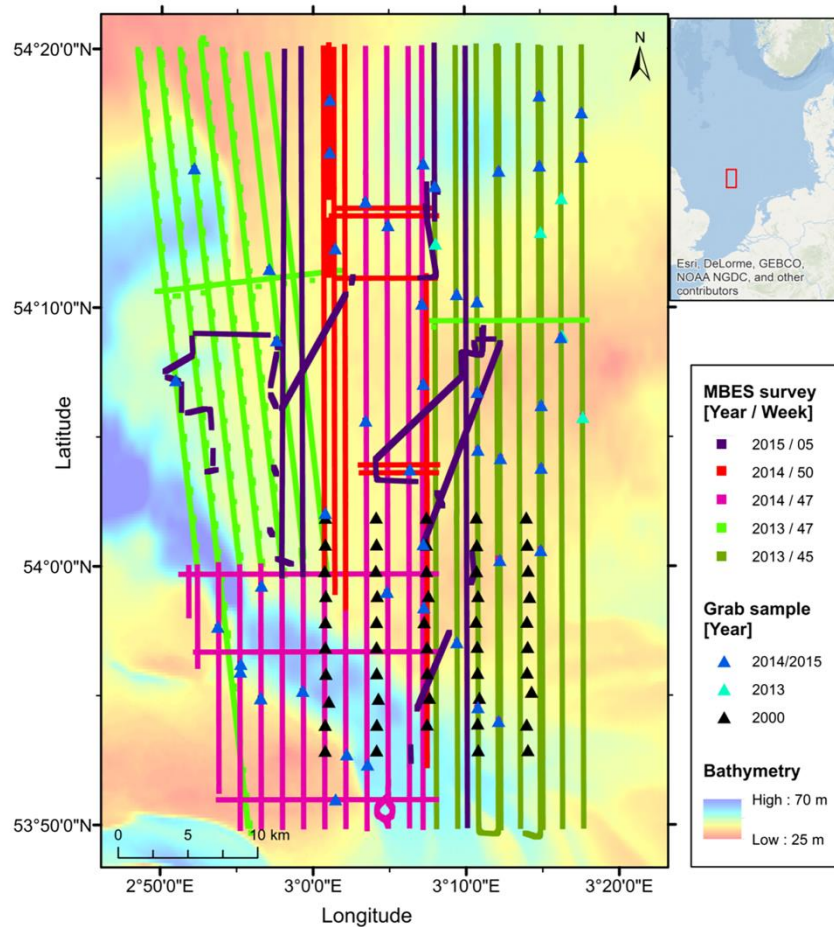 54°20'0"N
54°10'0"N
54°0'0"N
53°50'0"N
Latitude
N
0 5 10 km
2°50'0"E 3°0'0"E 3°10'0"E 3°20'0"E
Longitude
Esri, DeLorme, GEBCO,
NOAA NGDC, and other
contributors
MBES survey
[Year / Week]
2015 / 05
2014 / 50
2014 / 47
2013 / 47
2013 / 45
Grab sample
[Year]
2014/2015
2013
2000
Bathymetry
High : 70 m
Low : 25 m